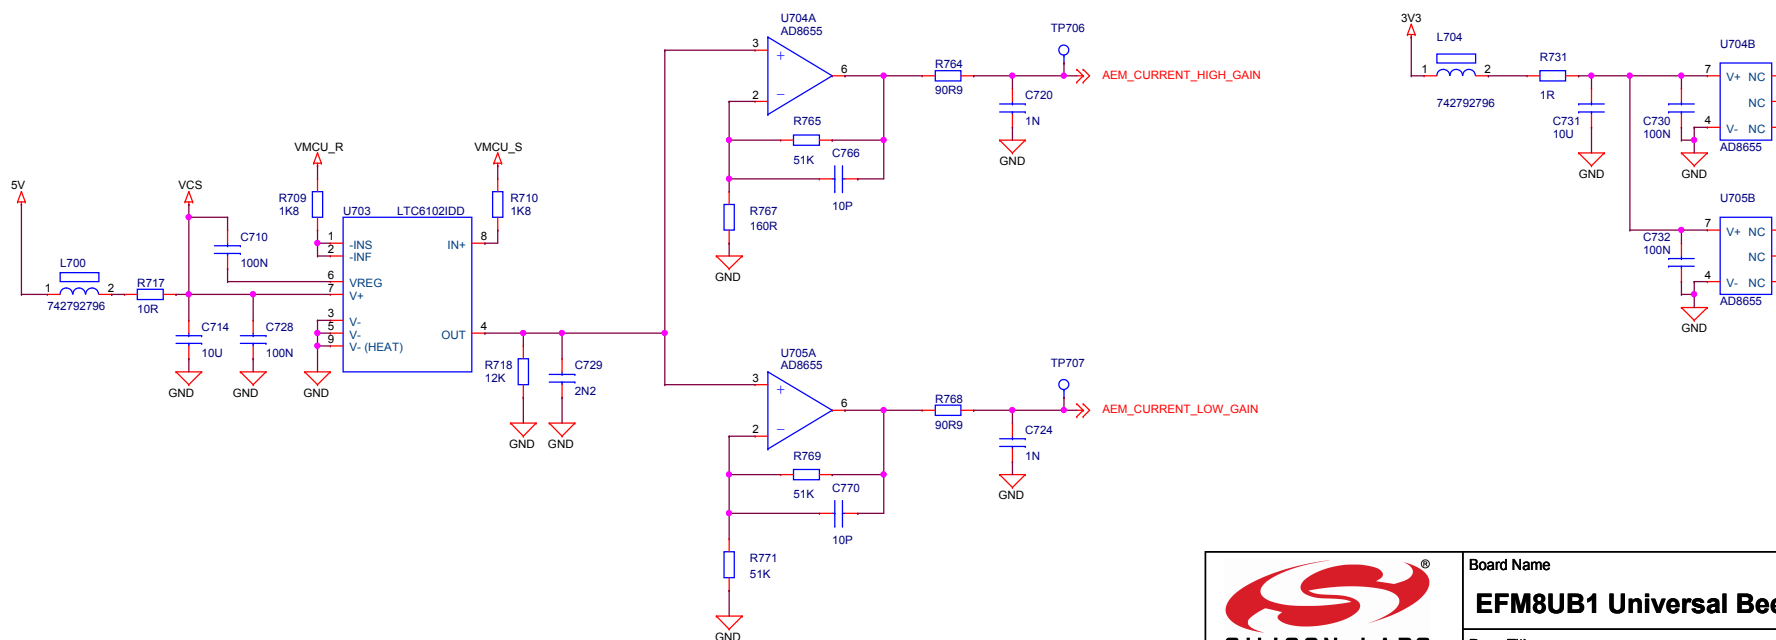 U704A
AD8655
3
2
6
R764
90R9
TP706
AEM_CURRENT_HIGH_GAIN
C720
1N
GND
R765
51K
C766
10P
R767
160R
GND
3V3
L704
1
2
742792796
R731
1R
C731
10U
GND
C730
100N
GND
U704B
7
V+ NC
NC
4
V- NC
AD8655
U705B
7
V+ NC
NC
4
V- NC
AD8655
C732
100N
GND
5V
L700
1
2
742792796
R717
10R
VCS
C710
100N
C714
10U
GND
C728
100N
GND
VMCU_R
R709
1K8
VMCU_S
R710
1K8
U703
LTC6102IDD
1
-INS
2
-INF
6
VREG
7
V+
3
V-
5
V-
9
V- (HEAT)
IN+
8
OUT
4
GND
R718
12K
GND
C729
2N2
GND
U705A
AD8655
3
2
6
R768
90R9
TP707
AEM_CURRENT_LOW_GAIN
C724
1N
GND
R769
51K
C770
10P
R771
51K
GND
®
Board Name
EFM8UB1 Universal Bee